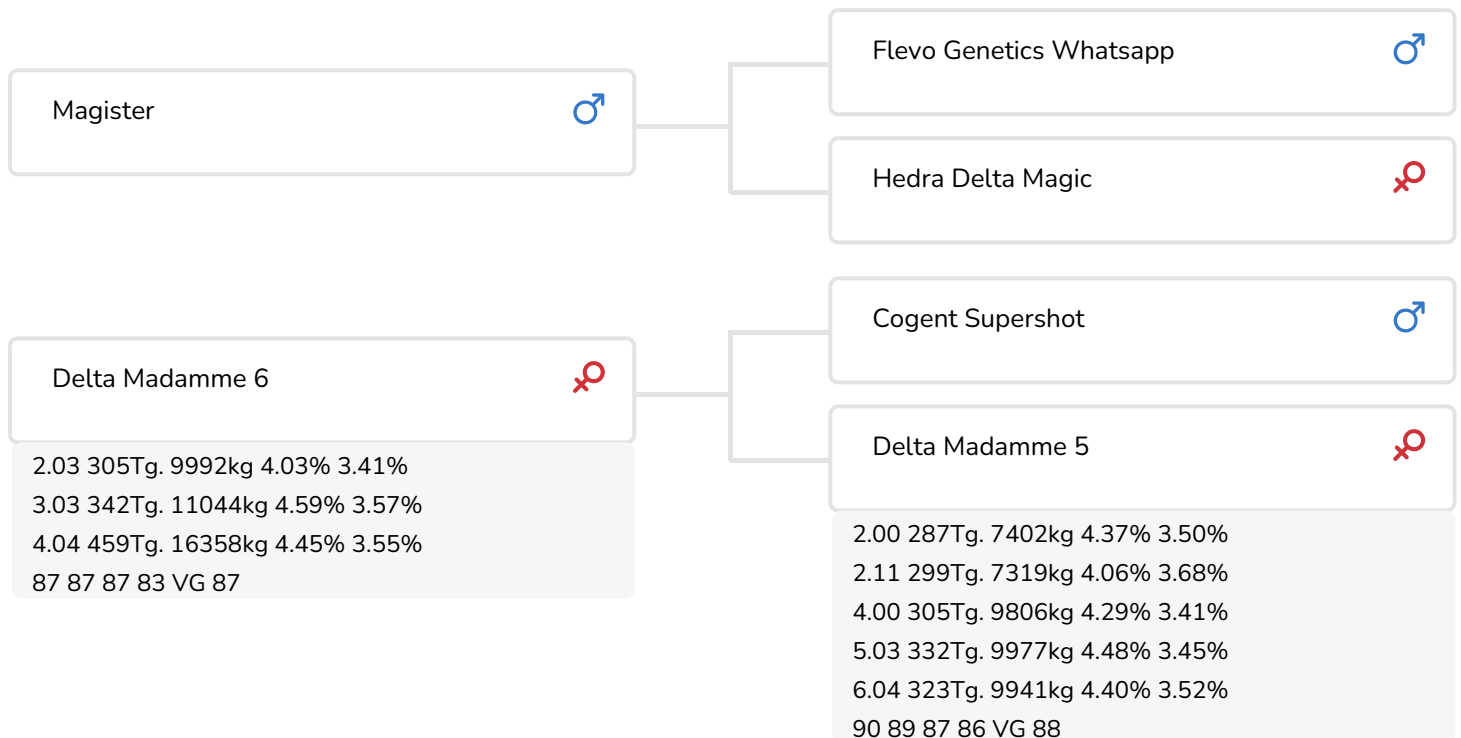 Magister
Flevo Genetics Whatsapp
Hedra Delta Magic
Delta Madamme 6
2.03 305Tg. 9992kg 4.03% 3.41%
3.03 342Tg. 11044kg 4.59% 3.57%
4.04 459Tg. 16358kg 4.45% 3.55%
87 87 87 83 VG 87
Cogent Supershot
Delta Madamme 5
2.00 287Tg. 7402kg 4.37% 3.50%
2.11 299Tg. 7319kg 4.06% 3.68%
4.00 305Tg. 9806kg 4.29% 3.41%
5.03 332Tg. 9977kg 4.48% 3.45%
6.04 323Tg. 9941kg 4.40% 3.52%
90 89 87 86 VG 88